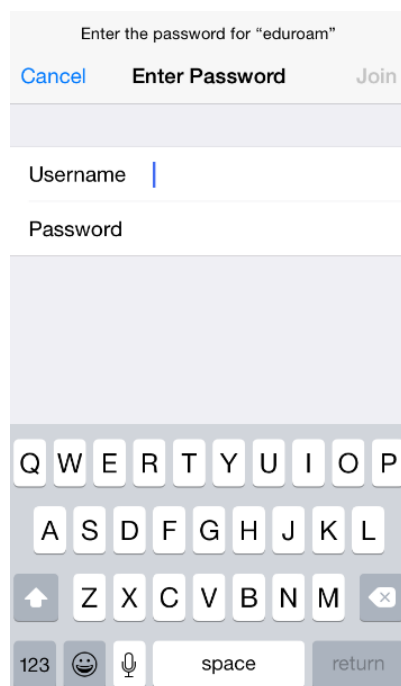 Enter the password for “eduroam”
Cancel Enter Password Join
Username
Password
Q W E R T Y U I O P
A S D F G H J K L
Z X C V B N M
123 space return